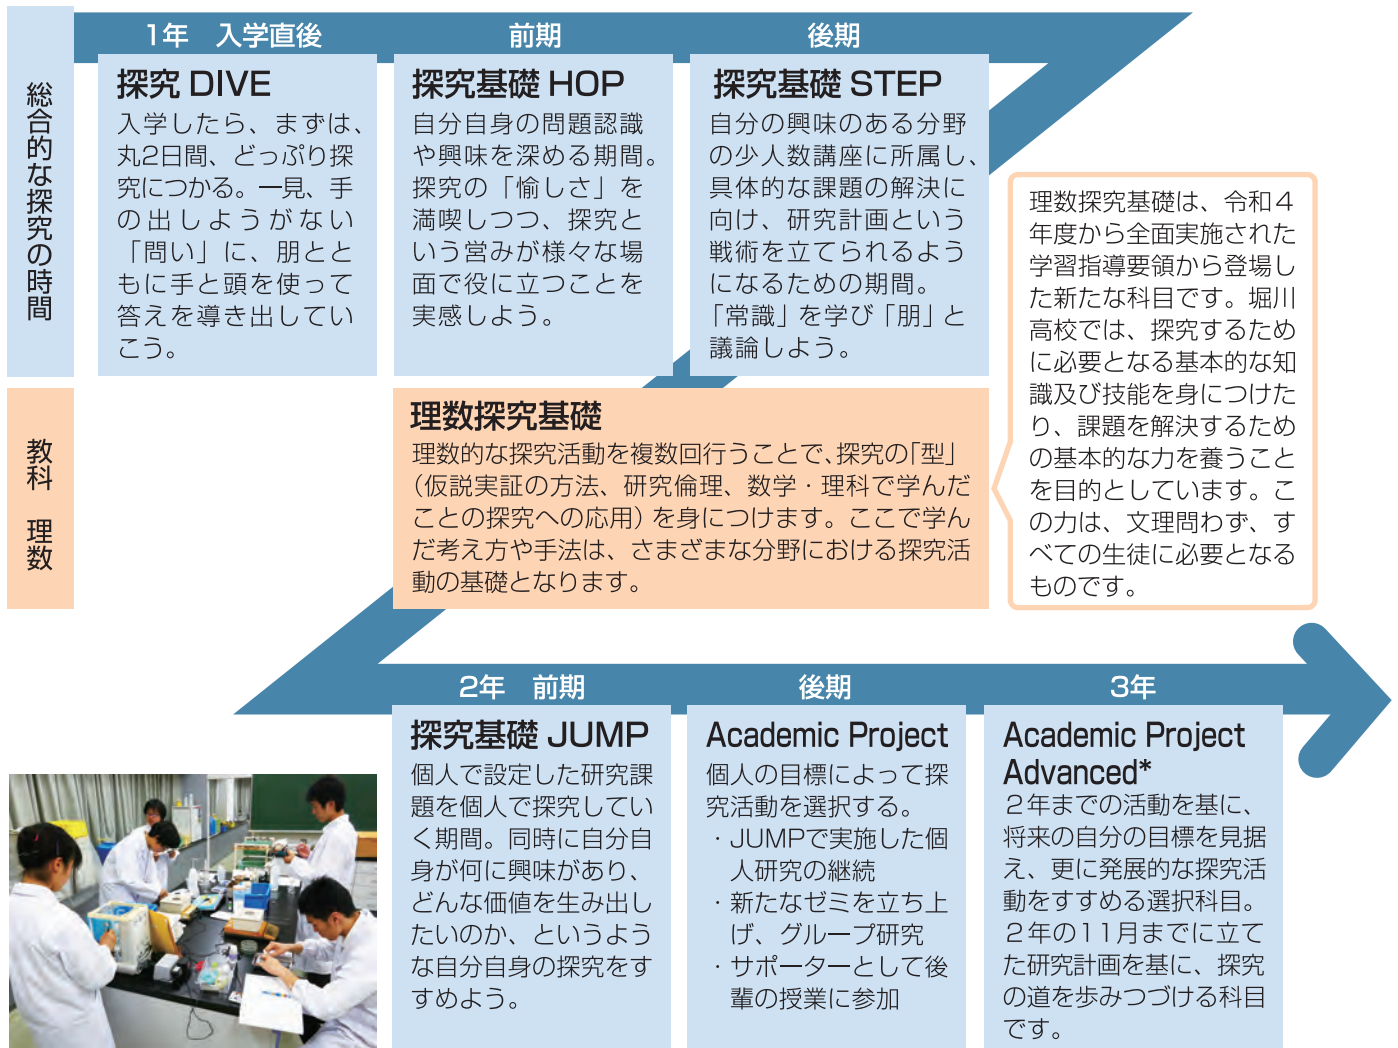 総合的な探究の時間
1年　入学直後
探究 DIVE
入学したら、まずは、
丸2日間、どっぷり探
究につかる。一見、手
の出しようがない
「問い」に、朋とと
もに手と頭を使って
答えを導き出してい
こう。
前期
探究基礎 HOP
自分自身の問題認識
や興味を深める期間。
探究の「愉しさ」を
満喫しつつ、探究と
いう営みが様々な場
面で役に立つことを
実感しよう。
後期
探究基礎 STEP
自分の興味のある分野
の少人数講座に所属し、
具体的な課題の解決に
向け、研究計画という
戦術を立てられるよう
になるための期間。
「常識」を学び「朋」と
議論しよう。
教科　理数
理数探究基礎
理数的な探究活動を複数回行うことで、探究の「型」
（仮説実証の方法、研究倫理、数学・理科で学んだ
ことの探究への応用）を身につけます。ここで学ん
だ考え方や手法は、さまざまな分野における探究活
動の基礎となります。
理数探究基礎は、令和４
年度から全面実施された
学習指導要領から登場し
た新たな科目です。堀川
高校では、探究するため
に必要となる基本的な知
識及び技能を身につけた
り、課題を解決するため
の基本的な力を養うこと
を目的としています。こ
の力は、文理問わず、す
べての生徒に必要となる
ものです。
2年　前期
探究基礎 JUMP
個人で設定した研究課
題を個人で探究してい
く期間。同時に自分自
身が何に興味があり、
どんな価値を生み出し
たいのか、というよう
な自分自身の探究をす
すめよう。
後期
Academic Project
個人の目標によって探
究活動を選択する。
・JUMPで実施した個
人研究の継続
・新たなゼミを立ち上
げ、グループ研究
・サポーターとして後
輩の授業に参加
3年
Academic Project
Advanced*
２年までの活動を基に、
将来の自分の目標を見据
え、更に発展的な探究活
動をすすめる選択科目。
２年の11月までに立て
た研究計画を基に、探究
の道を歩みつづける科目
です。